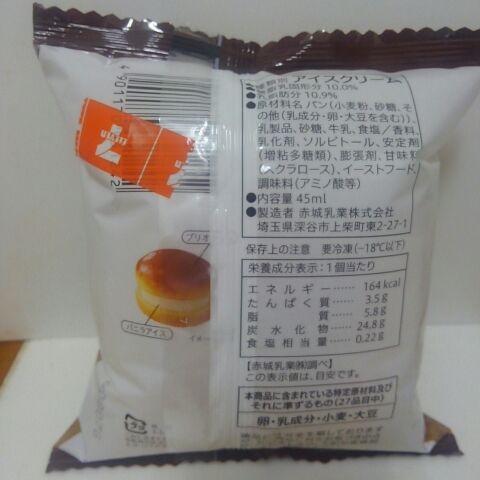 アイスクリーム
乳脂肪分 10.9%
●原材料名 パン(小麦粉、砂糖、そ
の他(乳成分・卵・大豆を含む))、
乳製品、砂糖、牛乳、食塩/香料、
乳化剤、ソルビトール、安定剤
(増粘多糖類)、膨張剤、甘味料
(スクラロース)、イーストフード、
調味料(アミノ酸等)
●内容量 45ml
●製造者 赤城乳業株式会社
埼玉県深谷市上柴町東2-27-1
保存上の注意 要冷凍(−18℃以下)
栄養成分表示:1個当たり
エネルギー …… 164kcal
たんぱく質 …… 3.5g
脂質 …… 5.8g
炭水化物 …… 24.8g
食塩相当量 …… 0.22g
【赤城乳業㈱調べ】
この表示値は、目安です。
本商品に含まれている特定原材料及び
それに準ずるもの(27品目中)
卵・乳成分・小麦・大豆
ブリオ
バニラアイス
プラ